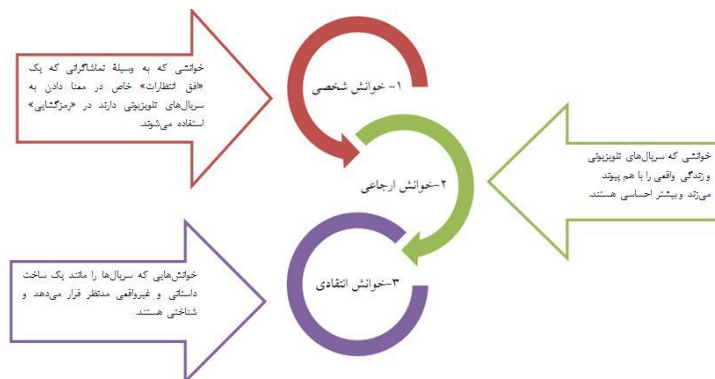 ۱- خوانش شخصی
خوانشی که به وسیلهٔ تماشاگرانی که یک
«افق انتظارات» خاص در معنا دادن به
سریال‌های تلویزیونی دارند در «رمزگشایی»
استفاده می‌شوند.
۲-خوانش ارجاعی
خوانشی که سریال‌های تلویزیونی
و زندگی واقعی را با هم پیوند
می‌زند و بیشتر احساسی هستند.
۳-خوانش انتقادی
خوانش‌هایی که سریال‌ها را مانند یک ساخت
داستانی و غیرواقعی مدنظر قرار می‌دهد و
شناختی هستند.